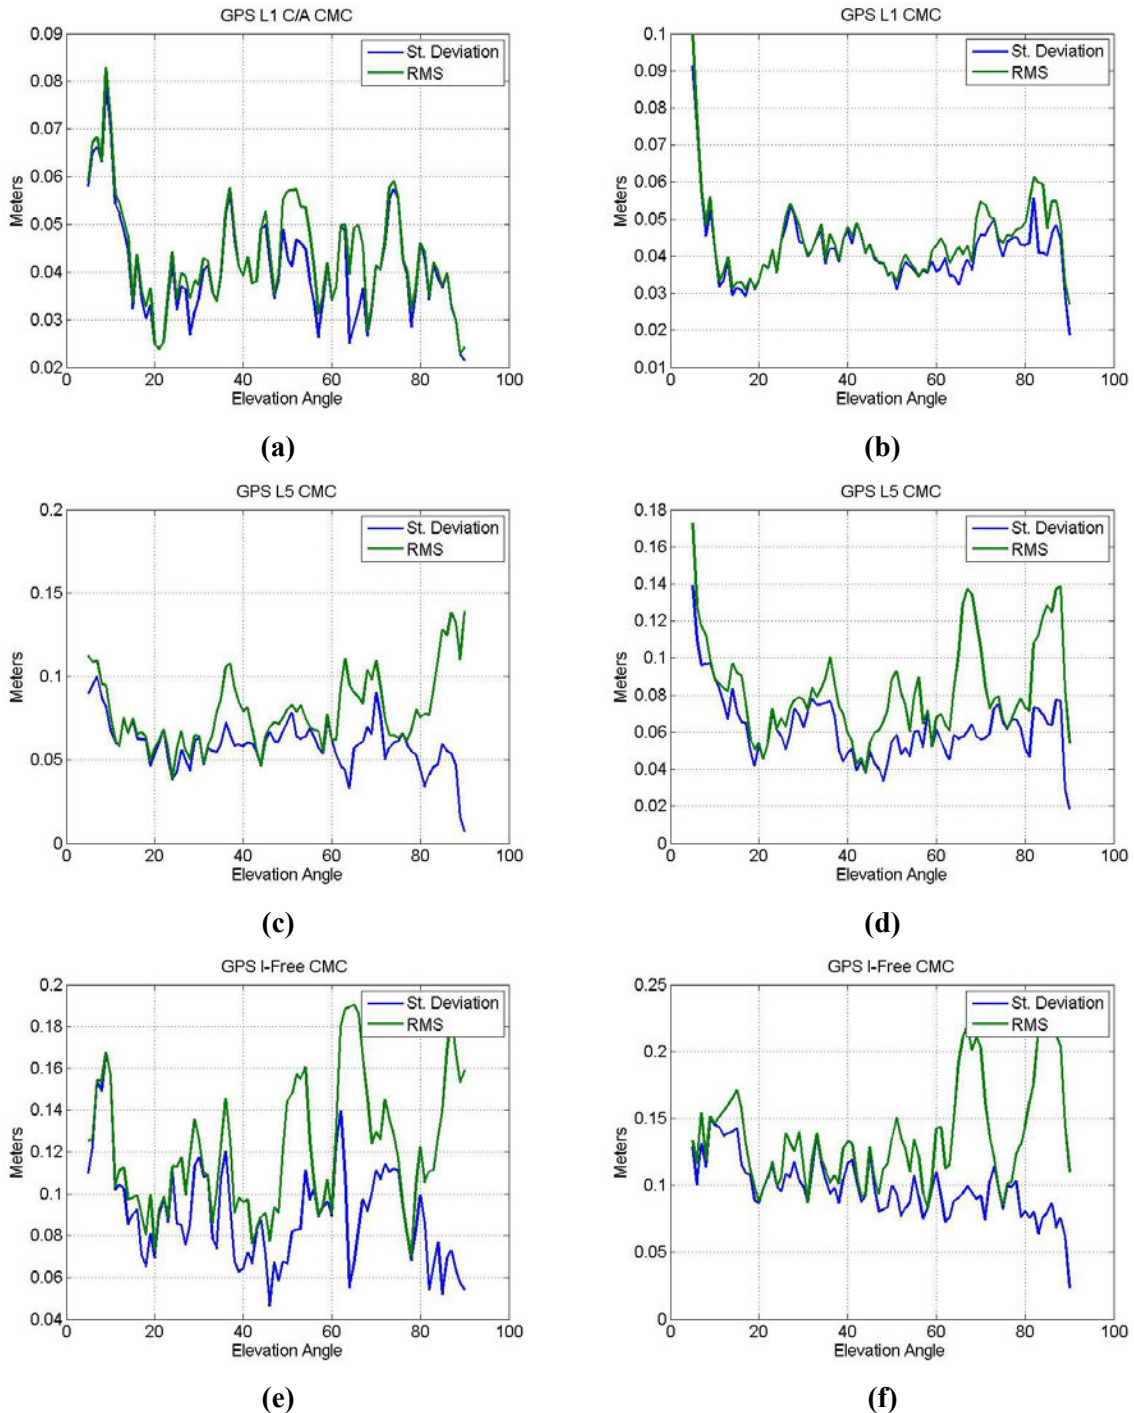 GPS L1 C/A CMC
0.09
0.08
0.07
0.06
0.05
0.04
0.03
0.02
Meters
St. Deviation
RMS
0 20 40 60 80 100
Elevation Angle
(a)
GPS L1 CMC
0.1
0.09
0.08
0.07
0.06
0.05
0.04
0.03
0.02
0.01
Meters
St. Deviation
RMS
0 20 40 60 80 100
Elevation Angle
(b)
GPS L5 CMC
0.2
0.15
0.1
0.05
0
Meters
St. Deviation
RMS
0 20 40 60 80 100
Elevation Angle
(c)
GPS L5 CMC
0.18
0.16
0.14
0.12
0.1
0.08
0.06
0.04
0.02
0
Meters
St. Deviation
RMS
0 20 40 60 80 100
Elevation Angle
(d)
GPS I-Free CMC
0.2
0.18
0.16
0.14
0.12
0.1
0.08
0.06
0.04
Meters
St. Deviation
RMS
0 20 40 60 80 100
Elevation Angle
(e)
GPS I-Free CMC
0.25
0.2
0.15
0.1
0.05
0
Meters
St. Deviation
RMS
0 20 40 60 80 100
Elevation Angle
(f)